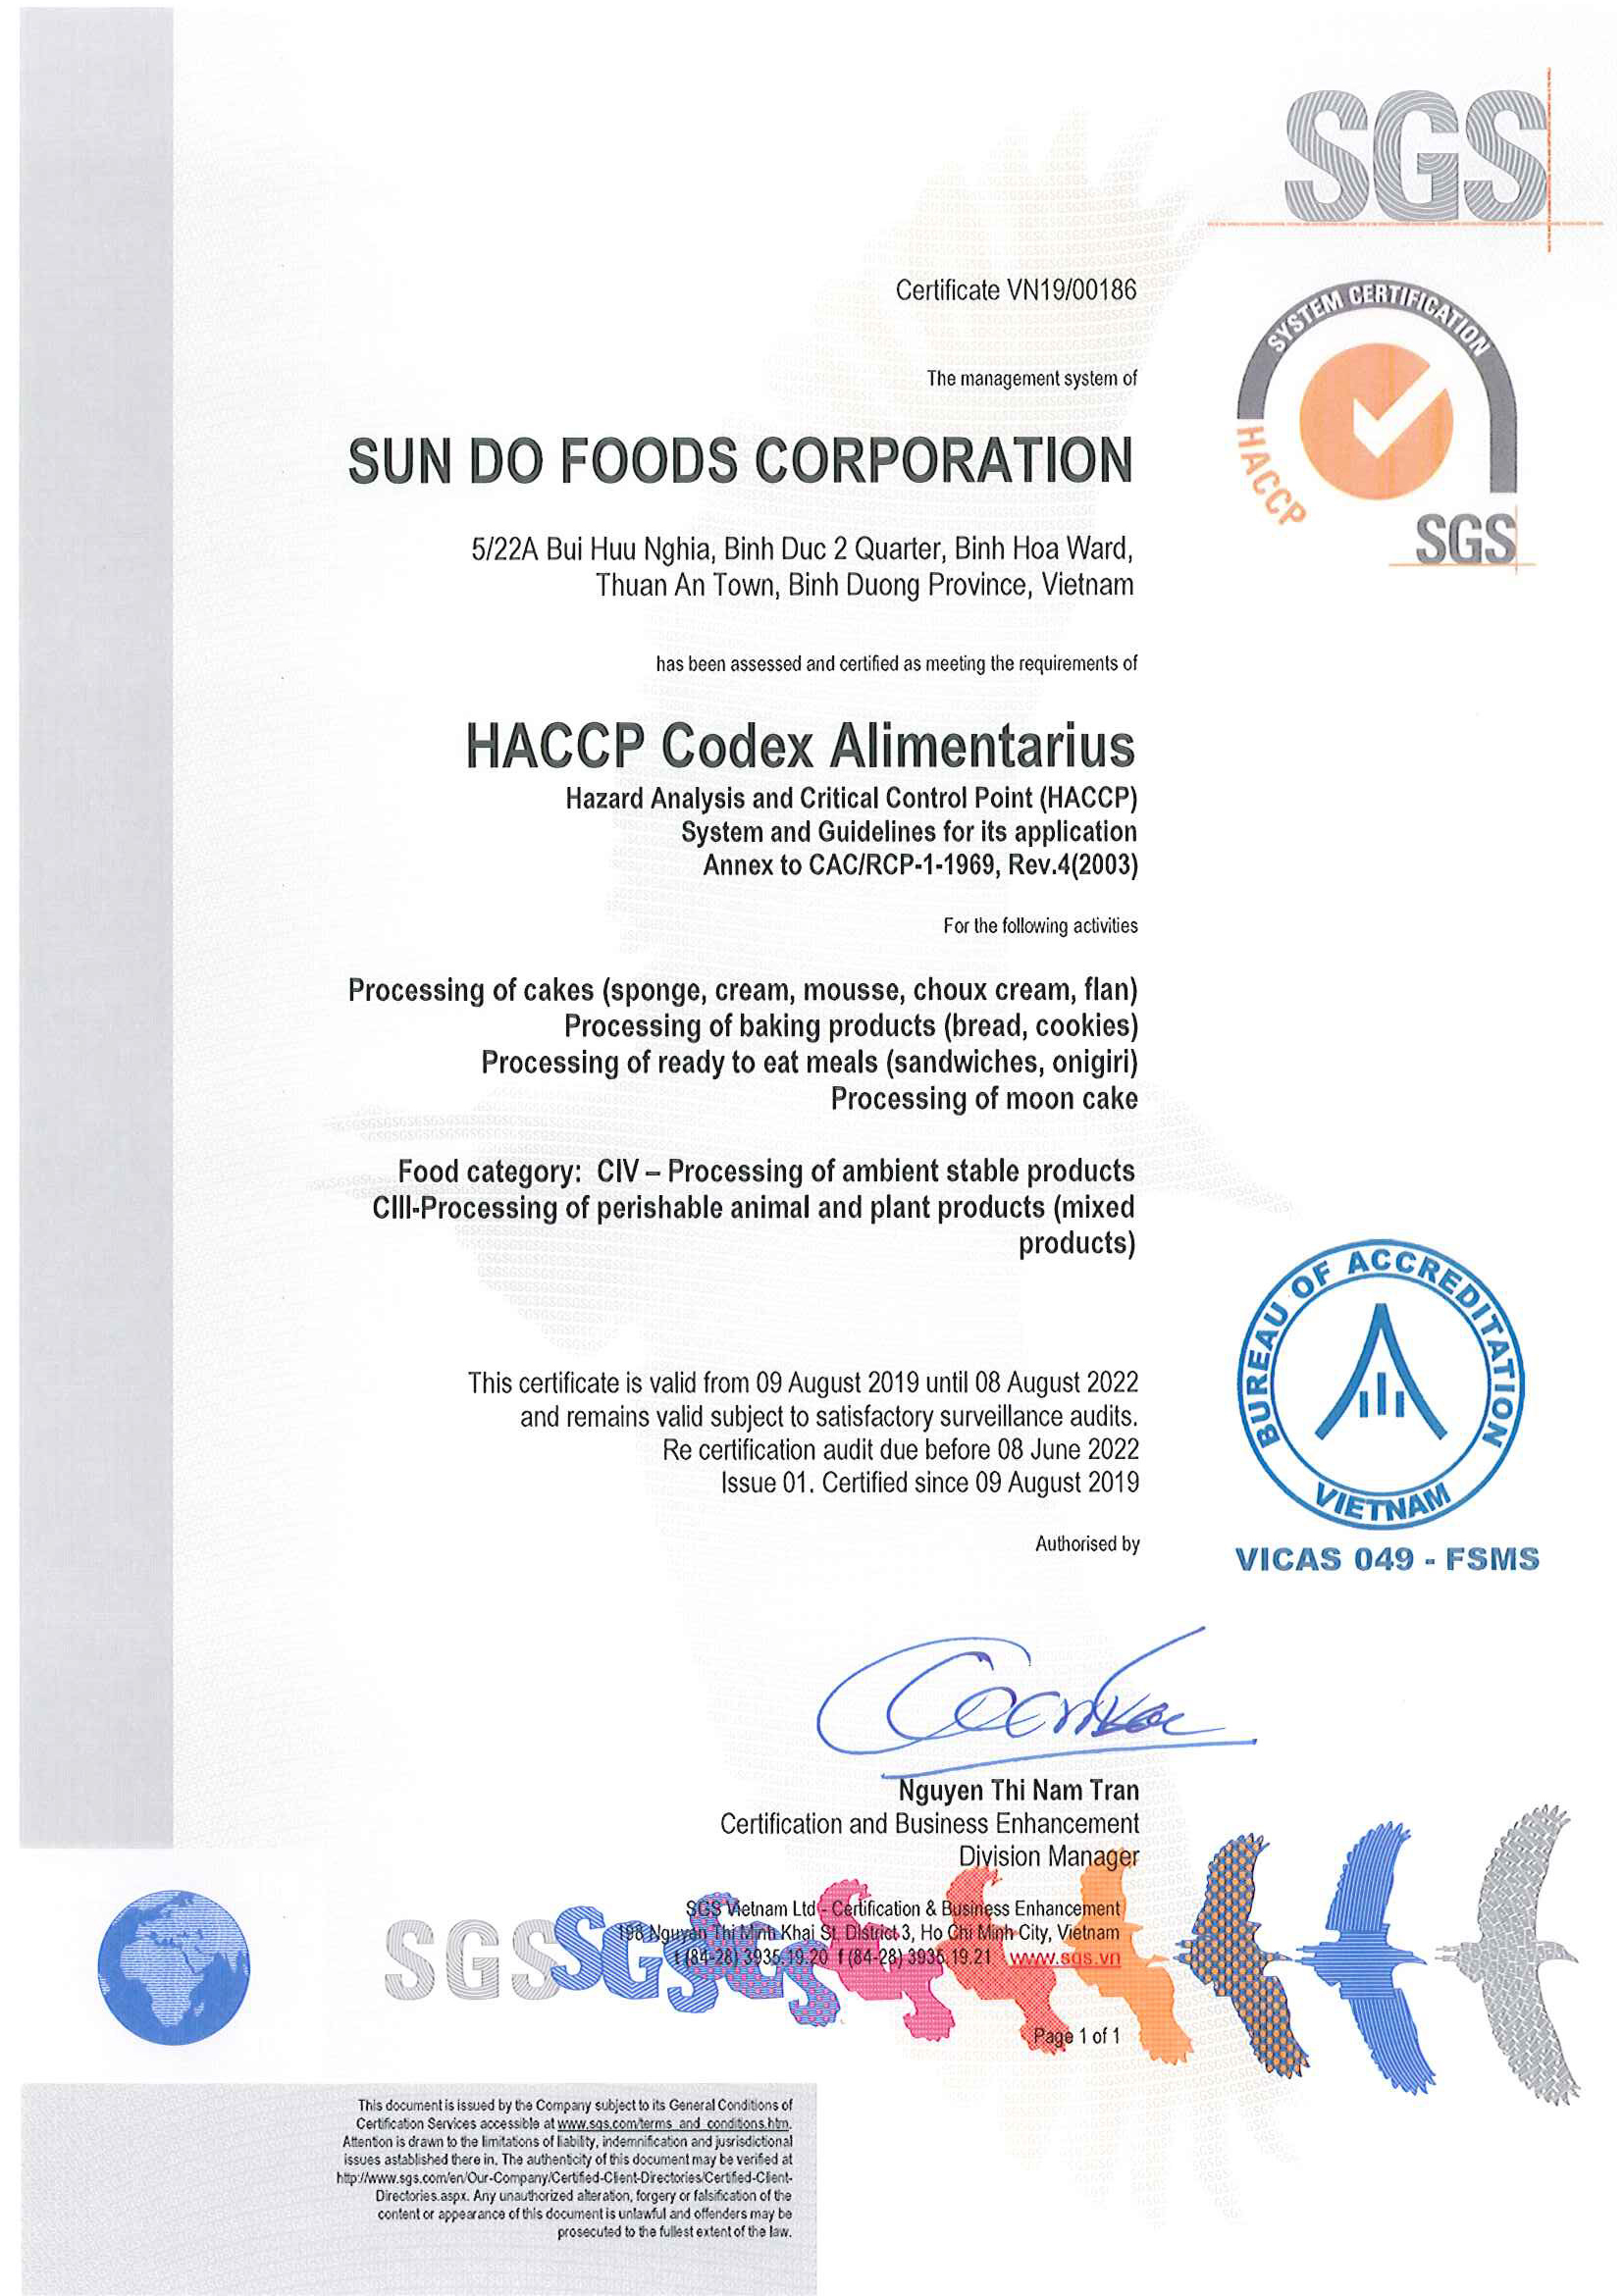 SGS
Certificate VN19/00186
SYSTEM CERTIFICATION
HACCP
SGS
The management system of
SUN DO FOODS CORPORATION
5/22A Bui Huu Nghia, Binh Duc 2 Quarter, Binh Hoa Ward,
Thuan An Town, Binh Duong Province, Vietnam
has been assessed and certified as meeting the requirements of
HACCP Codex Alimentarius
Hazard Analysis and Critical Control Point (HACCP)
System and Guidelines for its application
Annex to CAC/RCP-1-1969, Rev.4(2003)
For the following activities
Processing of cakes (sponge, cream, mousse, choux cream, flan)
Processing of baking products (bread, cookies)
Processing of ready to eat meals (sandwiches, onigiri)
Processing of moon cake
Food category: CIV – Processing of ambient stable products
CIII-Processing of perishable animal and plant products (mixed
products)
This certificate is valid from 09 August 2019 until 08 August 2022
and remains valid subject to satisfactory surveillance audits.
Re certification audit due before 08 June 2022
Issue 01. Certified since 09 August 2019
BUREAU OF ACCREDITATION
VIETNAM
VICAS 049 - FSMS
Authorised by
Nguyen Thi Nam Tran
Certification and Business Enhancement
Division Manager
SGS Vietnam Ltd - Certification & Business Enhancement
198 Nguyen Thi Minh Khai St, District 3, Ho Chi Minh City, Vietnam
t (84-28) 3935.19.20 f (84-28) 3935.19.21 www.sgs.vn
SGSSGSGS
Page 1 of 1
This document is issued by the Company subject to its General Conditions of
Certification Services accessible at www.sgs.com/terms_and_conditions.htm.
Attention is drawn to the limitations of liability, indemnification and jusrisdictional
issues astablished there in. The authenticity of this document may be verified at
http://www.sgs.com/en/Our-Company/Certified-Client-Directories/Certified-Client-
Directories.aspx. Any unauthorized alteration, forgery or falsification of the
content or appearance of this document is unlawful and offenders may be
prosecuted to the fullest extent of the law.